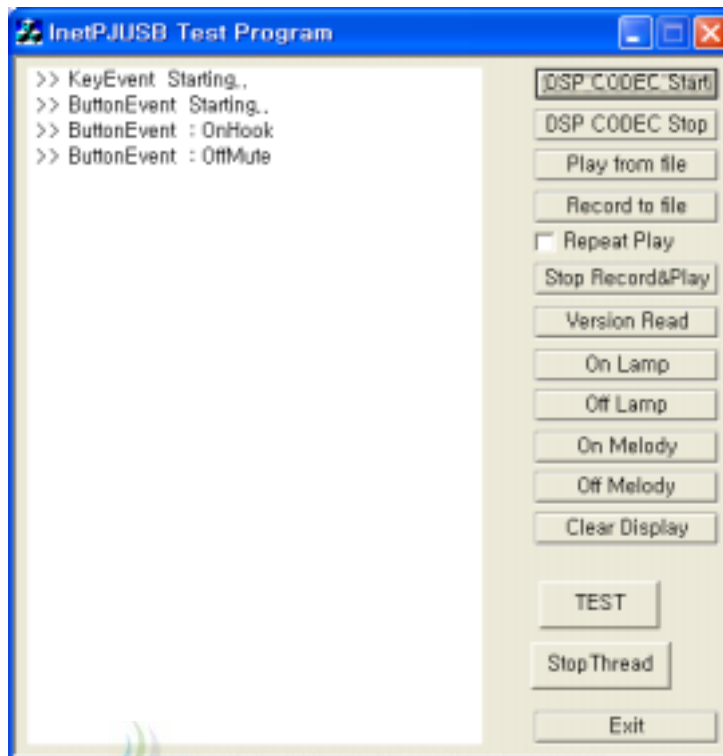 InetPJUSB Test Program
>> KeyEvent Starting..
>> ButtonEvent Starting..
>> ButtonEvent : OnHook
>> ButtonEvent : OffMute
DSP CODEC Start
DSP CODEC Stop
Play from file
Record to file
Repeat Play
Stop Record&Play
Version Read
On Lamp
Off Lamp
On Melody
Off Melody
Clear Display
TEST
StopThread
Exit